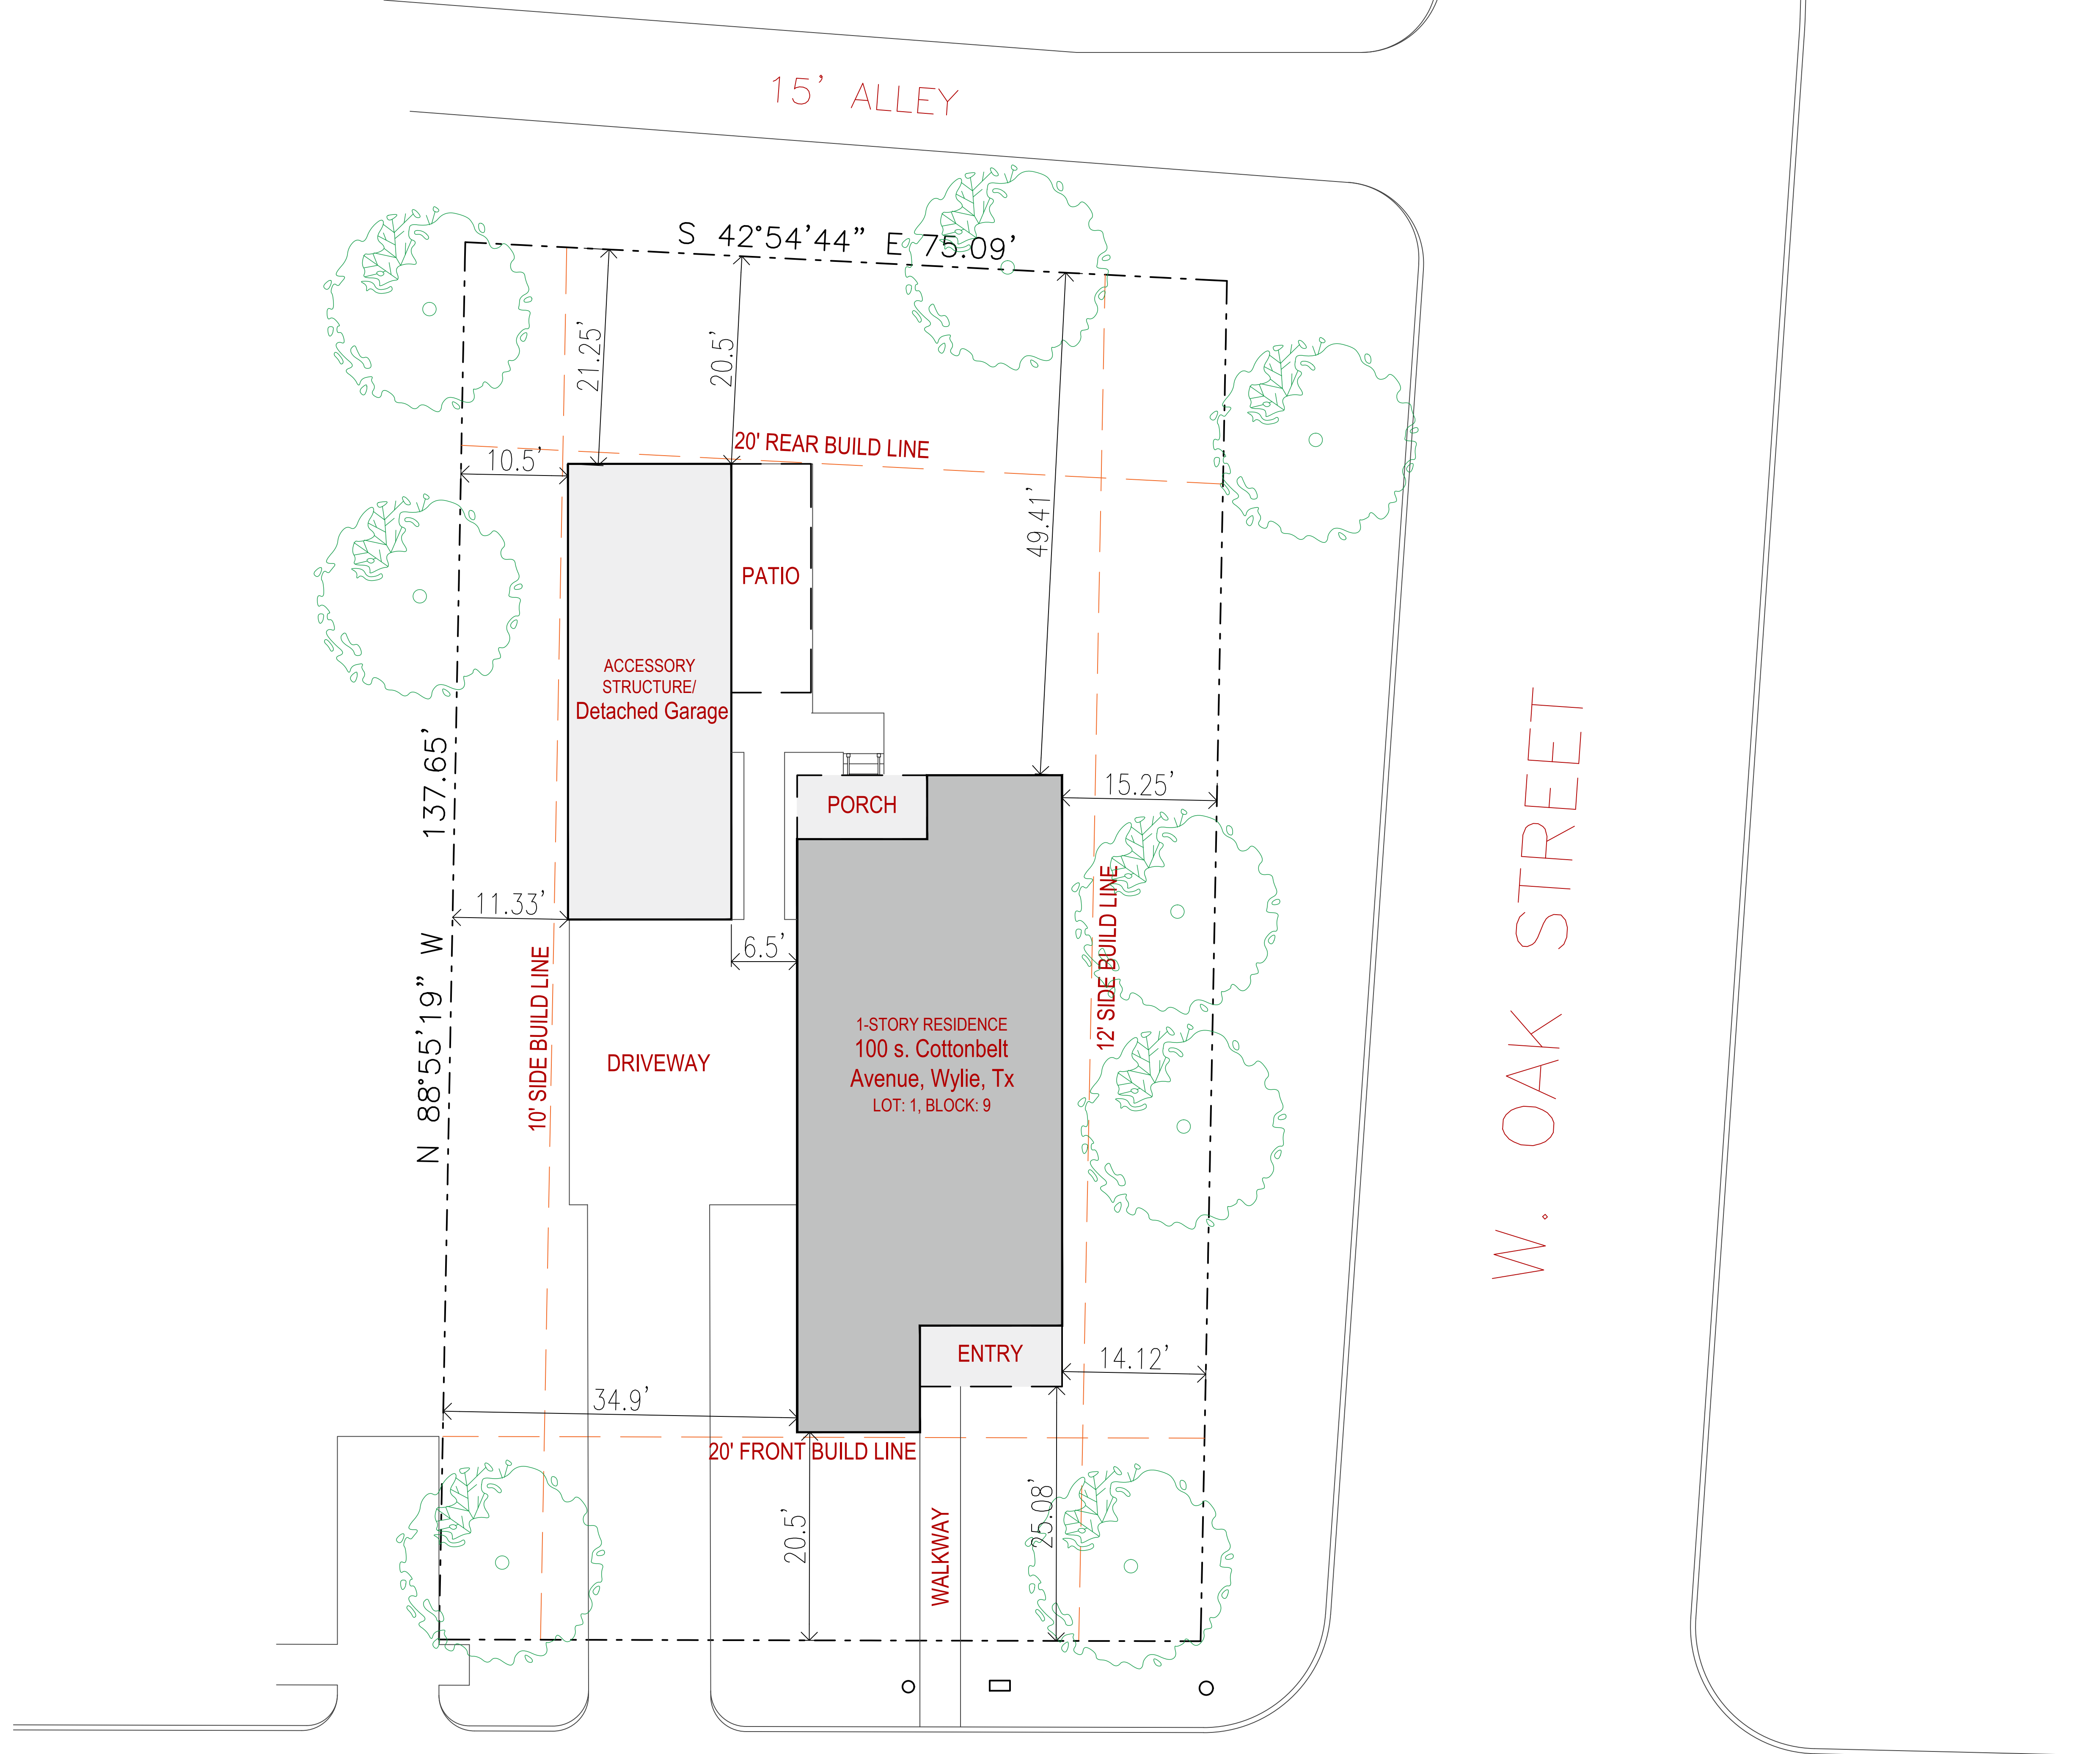 15' ALLEY
S 42°54'44" E 75.09'
21.25'
20.5'
20' REAR BUILD LINE
10.5'
49.41'
PATIO
ACCESSORY
STRUCTURE/
Detached Garage
N 88°55'19" W 137.65'
PORCH
15.25'
11.33'
6.5'
10' SIDE BUILD LINE
12' SIDE BUILD LINE
W. OAK STREET
DRIVEWAY
1-STORY RESIDENCE
100 s. Cottonbelt
Avenue, Wylie, Tx
LOT: 1, BLOCK: 9
ENTRY
14.12'
34.9'
20' FRONT BUILD LINE
20.5'
WALKWAY
25.08'